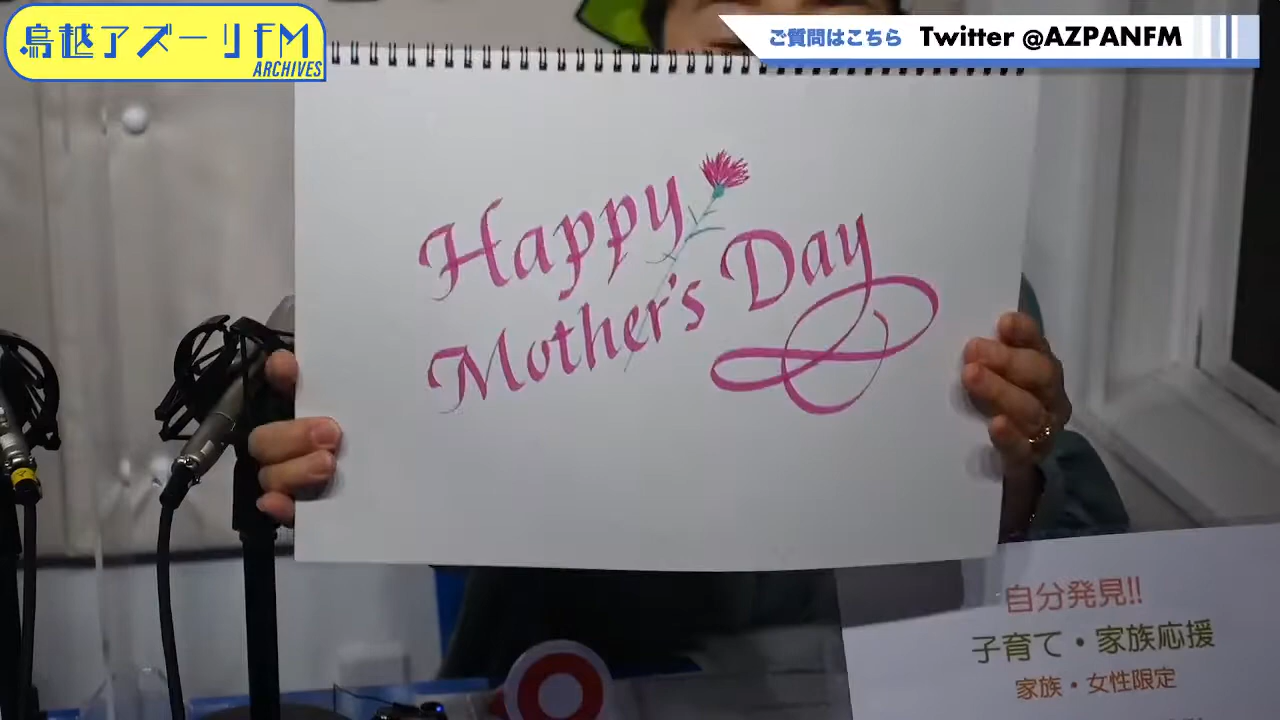 鳥越アズーリFM
ARCHIVES
ご質問はこちら Twitter @AZPANFM
Happy
Mother's Day
自分発見!!
子育て・家族応援
家族・女性限定